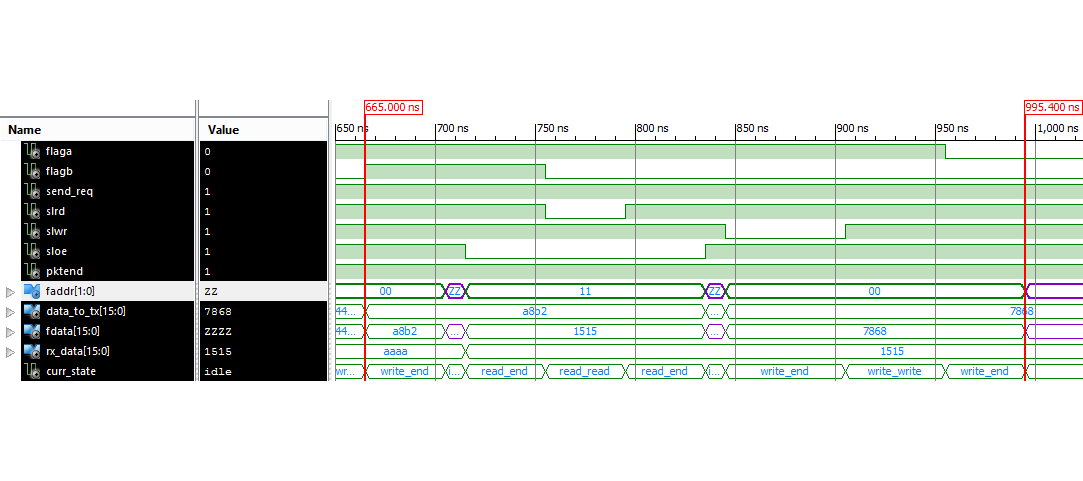 665.000 ns 995.400 ns
Name Value 650 ns 700 ns 750 ns 800 ns 850 ns 900 ns 950 ns 1,000 ns
flaga 0
flagb 0
send_req 1
slrd 1
slwr 1
sloe 1
pktend 1
faddr[1:0] ZZ 00 ZZ 11 ZZ 00
data_to_tx[15:0] 7868 44... a8b2 ... 7868
fdata[15:0] ZZZZ 44... a8b2 ... 1515 ... 7868
rx_data[15:0] 1515 aaaa 1515
curr_state idle wr... write_end i... read_end read_read read_end i... write_end write_write write_end